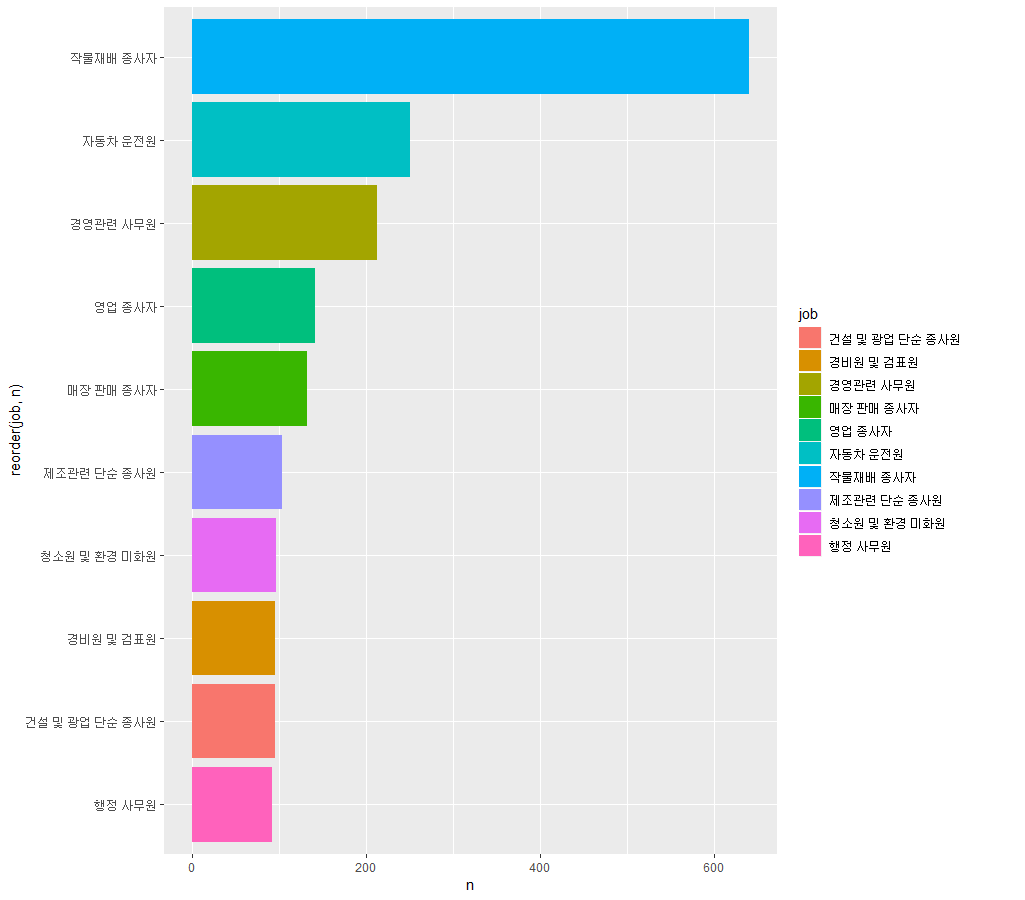 작물재배 종사자
자동차 운전원
경영관련 사무원
영업 종사자
매장 판매 종사자
제조관련 단순 종사원
청소원 및 환경 미화원
경비원 및 검표원
건설 및 광업 단순 종사원
행정 사무원
reorder(job, n)
0 200 400 600
n
job
건설 및 광업 단순 종사원
경비원 및 검표원
경영관련 사무원
매장 판매 종사자
영업 종사자
자동차 운전원
작물재배 종사자
제조관련 단순 종사원
청소원 및 환경 미화원
행정 사무원